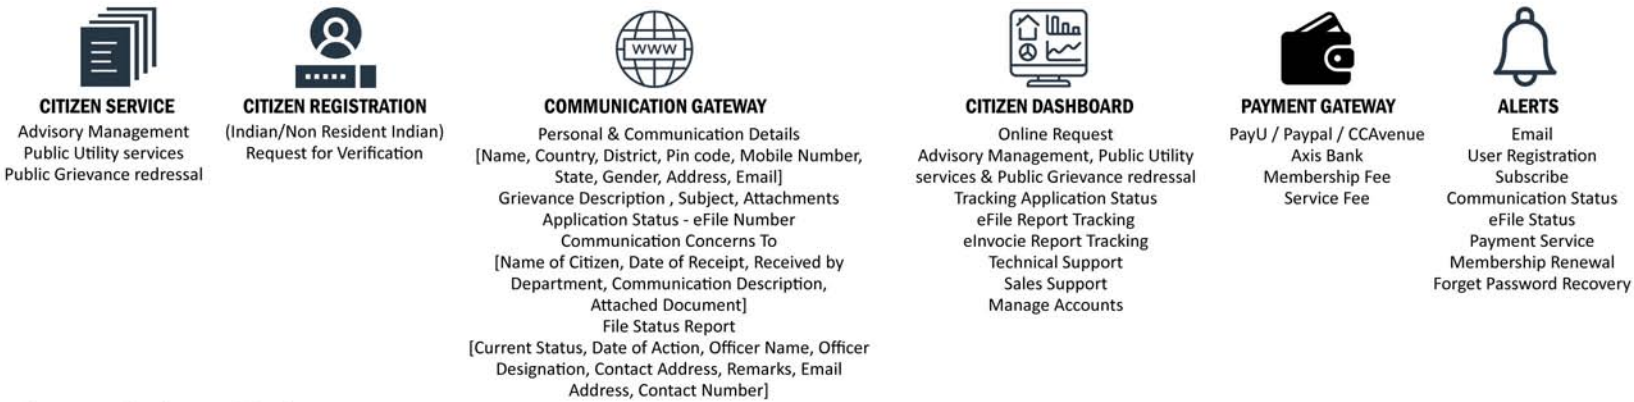 CITIZEN SERVICE
Advisory Management
Public Utility services
Public Grievance redressal
CITIZEN REGISTRATION
(Indian/Non Resident Indian)
Request for Verification
WWW
COMMUNICATION GATEWAY
Personal & Communication Details
[Name, Country, District, Pin code, Mobile Number,
State, Gender, Address, Email]
Grievance Description , Subject, Attachments
Application Status - eFile Number
Communication Concerns To
[Name of Citizen, Date of Receipt, Received by
Department, Communication Description,
Attached Document]
File Status Report
[Current Status, Date of Action, Officer Name, Officer
Designation, Contact Address, Remarks, Email
Address, Contact Number]
CITIZEN DASHBOARD
Online Request
Advisory Management, Public Utility
services & Public Grievance redressal
Tracking Application Status
eFile Report Tracking
eInvocie Report Tracking
Technical Support
Sales Support
Manage Accounts
PAYMENT GATEWAY
PayU / Paypal / CCAvenue
Axis Bank
Membership Fee
Service Fee
ALERTS
Email
User Registration
Subscribe
Communication Status
eFile Status
Payment Service
Membership Renewal
Forget Password Recovery